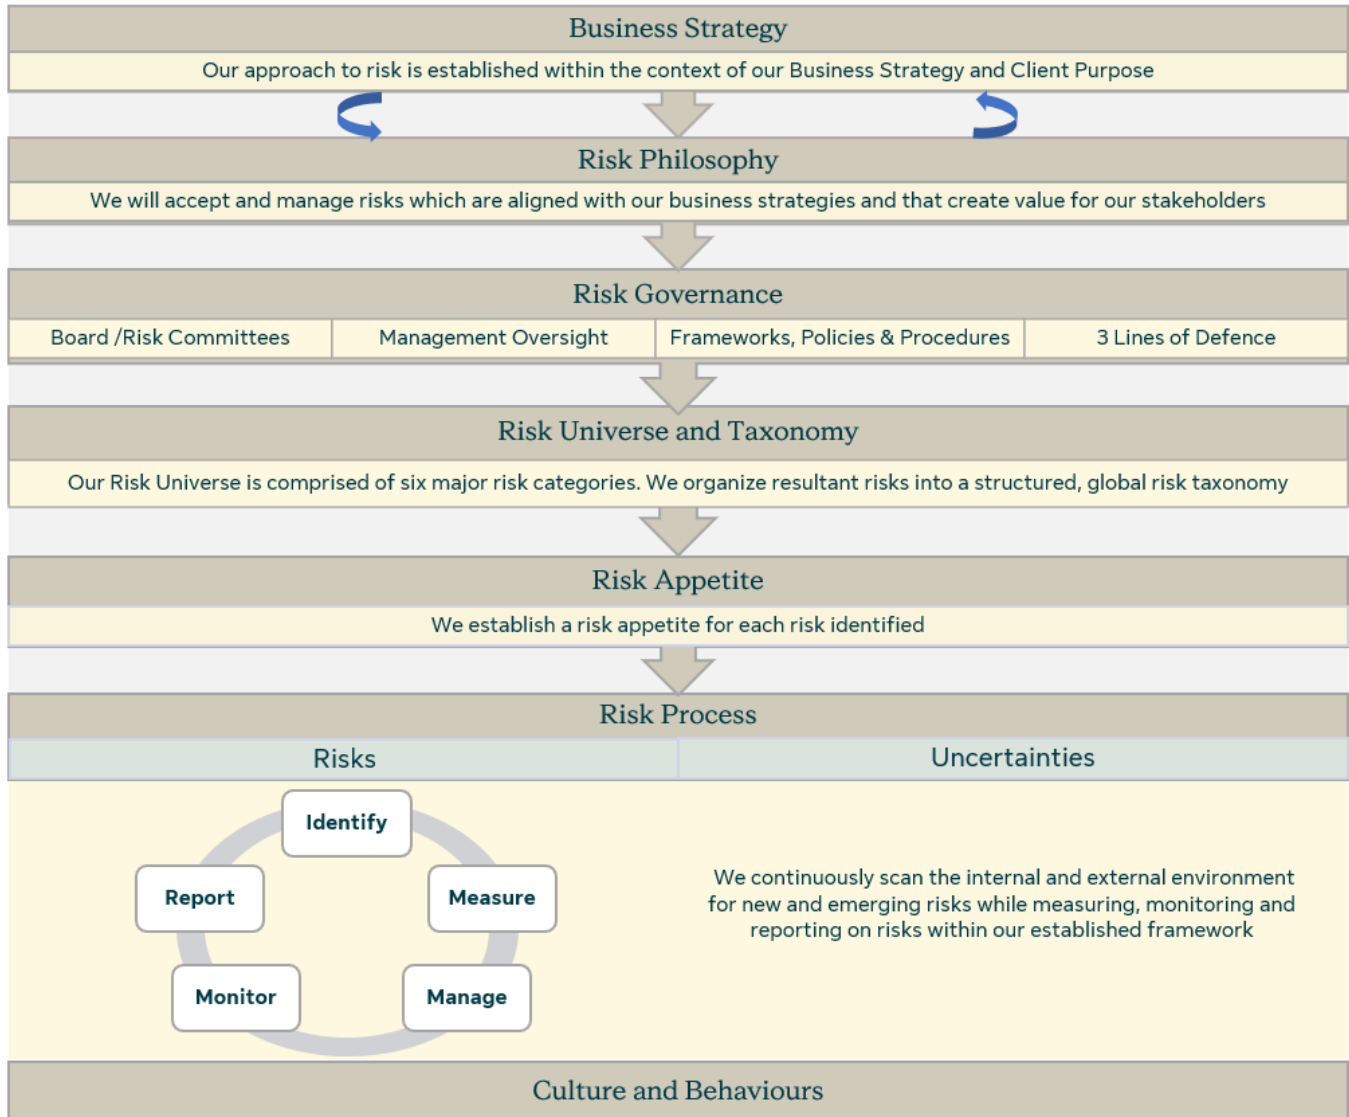 Business Strategy
Our approach to risk is established within the context of our Business Strategy and Client Purpose
Risk Philosophy
We will accept and manage risks which are aligned with our business strategies and that create value for our stakeholders
Risk Governance
Board /Risk Committees
Management Oversight
Frameworks, Policies & Procedures
3 Lines of Defence
Risk Universe and Taxonomy
Our Risk Universe is comprised of six major risk categories. We organize resultant risks into a structured, global risk taxonomy
Risk Appetite
We establish a risk appetite for each risk identified
Risk Process
Risks
Uncertainties
Identify
Measure
Manage
Monitor
Report
We continuously scan the internal and external environment
for new and emerging risks while measuring, monitoring and
reporting on risks within our established framework
Culture and Behaviours